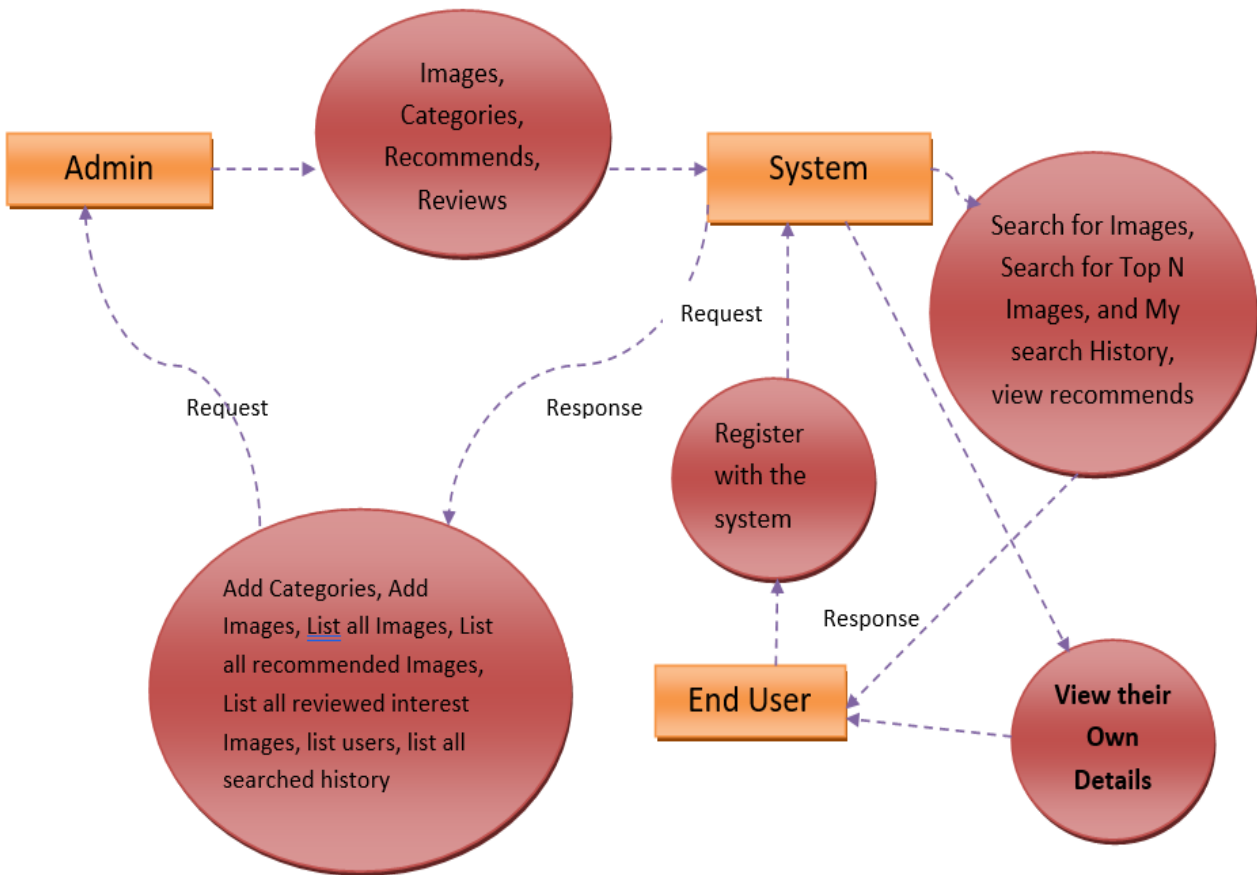 Images,
Categories,
Recommends,
Reviews
Admin
System
Search for Images,
Search for Top N
Images, and My
search History,
view recommends
Request
Request
Response
Register
with the
system
Add Categories, Add
Images, List all Images, List
all recommended Images,
List all reviewed interest
Images, list users, list all
searched history
Response
End User
View their
Own
Details